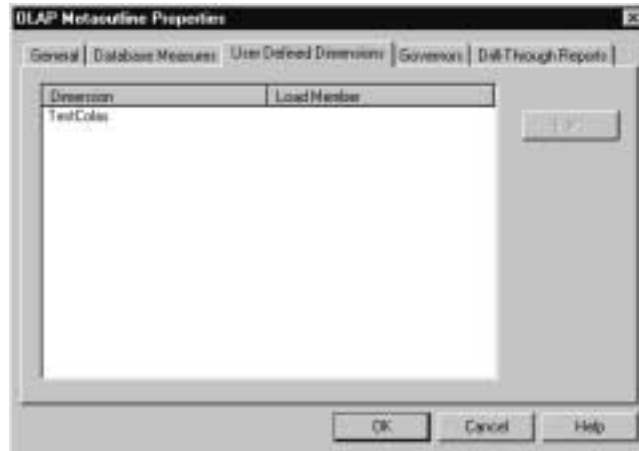 OLAP Metaoutline Properties
General Database Measures User Defined Dimensions Governors Drill-Through Reports
Dimension Load Member
TestColas
OK Cancel Help